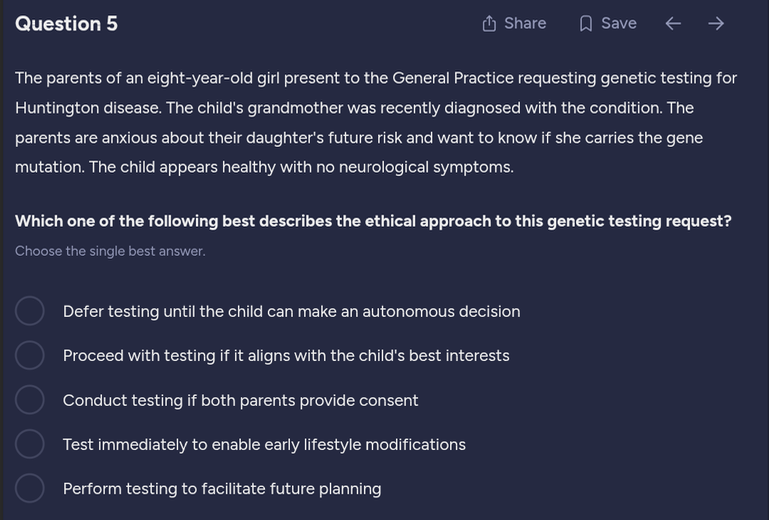 Question 5
Share
Save
The parents of an eight-year-old girl present to the General Practice requesting genetic testing for
Huntington disease. The child's grandmother was recently diagnosed with the condition. The
parents are anxious about their daughter's future risk and want to know if she carries the gene
mutation. The child appears healthy with no neurological symptoms.
Which one of the following best describes the ethical approach to this genetic testing request?
Choose the single best answer.
Defer testing until the child can make an autonomous decision
Proceed with testing if it aligns with the child's best interests
Conduct testing if both parents provide consent
Test immediately to enable early lifestyle modifications
Perform testing to facilitate future planning